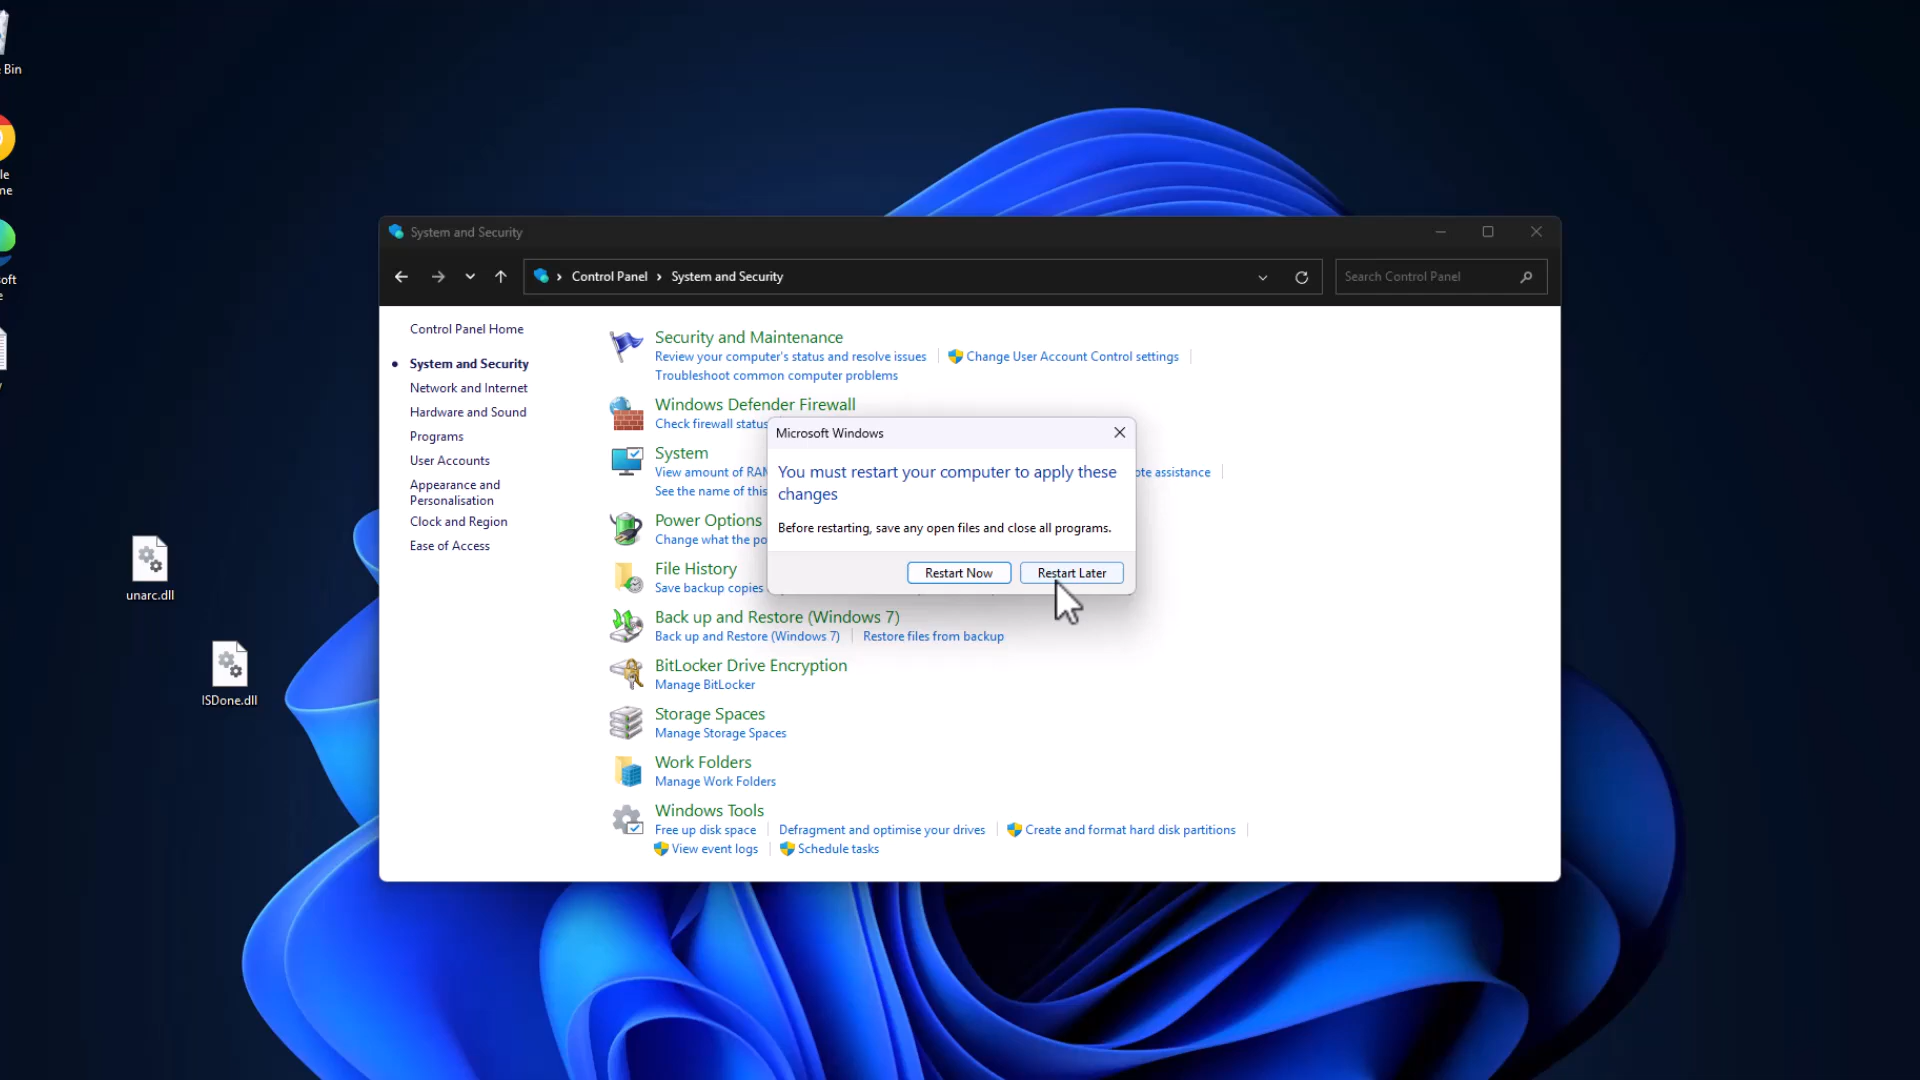 Bin
le
me
soft
e
y
unarc.dll
ISDone.dll
System and Security
Control Panel › System and Security
Search Control Panel
Control Panel Home
System and Security
Network and Internet
Hardware and Sound
Programs
User Accounts
Appearance and
Personalisation
Clock and Region
Ease of Access
Security and Maintenance
Review your computer's status and resolve issues
Change User Account Control settings
Troubleshoot common computer problems
Windows Defender Firewall
Check firewall status
System
View amount of RAM
ote assistance
See the name of this
Power Options
Change what the po
File History
Save backup copies
Back up and Restore (Windows 7)
Back up and Restore (Windows 7)
Restore files from backup
BitLocker Drive Encryption
Manage BitLocker
Storage Spaces
Manage Storage Spaces
Work Folders
Manage Work Folders
Windows Tools
Free up disk space
Defragment and optimise your drives
Create and format hard disk partitions
View event logs
Schedule tasks
Microsoft Windows
You must restart your computer to apply these
changes
Before restarting, save any open files and close all programs.
Restart Now
Restart Later